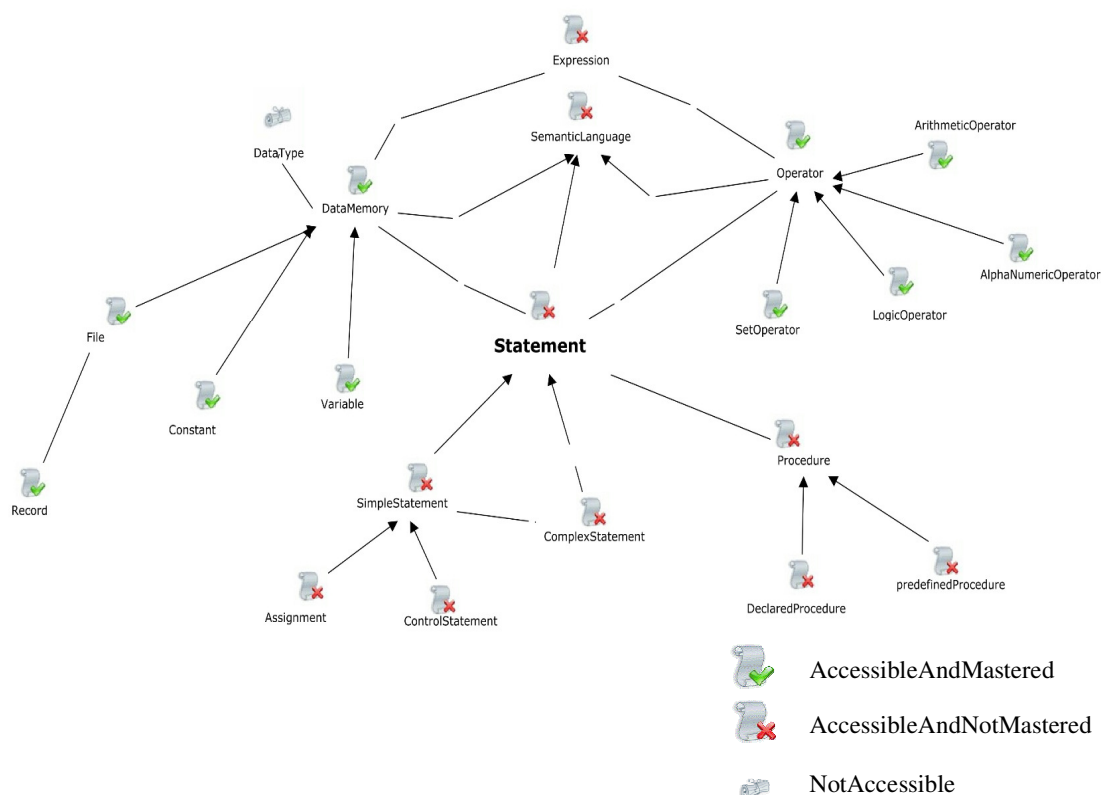 Expression
SemanticLanguage
ArithmeticOperator
DataType
Operator
DataMemory
AlphaNumericOperator
LogicOperator
SetOperator
File
Statement
Variable
Constant
Procedure
SimpleStatement
Record
ComplexStatement
predefinedProcedure
DeclaredProcedure
Assignment
ControlStatement
AccessibleAndMastered
AccessibleAndNotMastered
NotAccessible